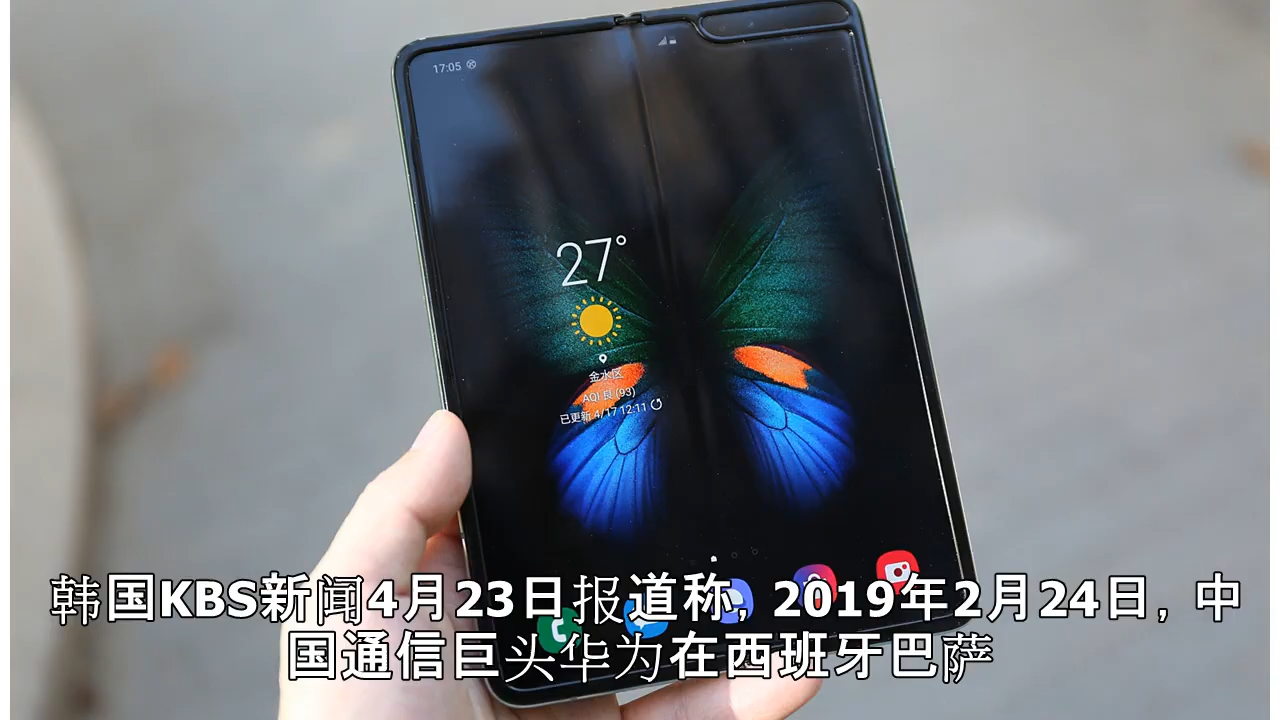 17:05
27°
金水区
AQI 良 (93)
已更新 4/17 12:11
韩国KBS新闻4月23日报道称，2019年2月24日，中
国通信巨头华为在西班牙巴萨